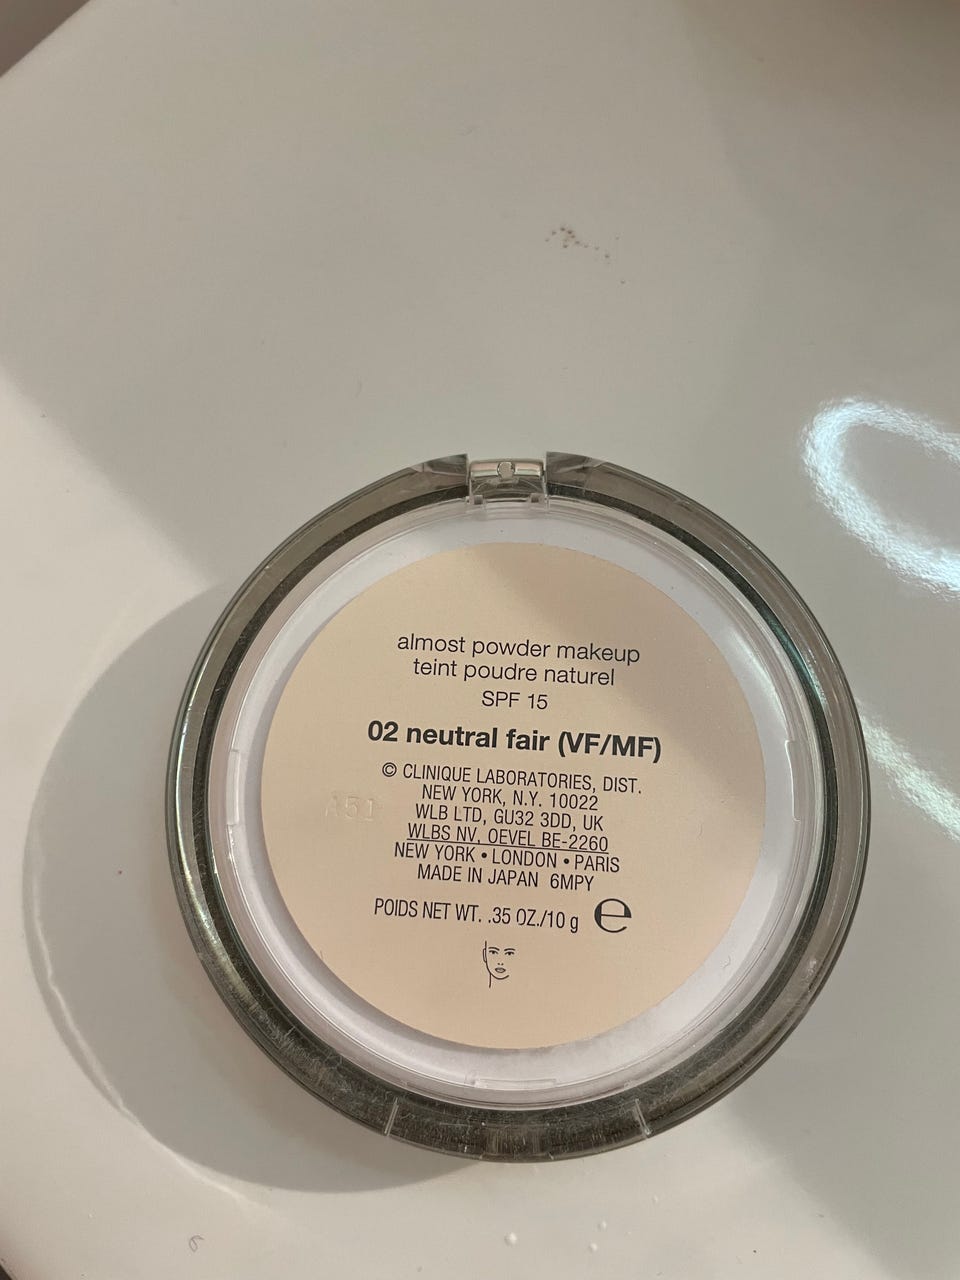 almost powder makeup
teint poudre naturel
SPF 15
02 neutral fair (VF/MF)
© CLINIQUE LABORATORIES, DIST.
NEW YORK, N.Y. 10022
WLB LTD, GU32 3DD, UK
WLBS NV, OEVEL BE-2260
NEW YORK • LONDON • PARIS
MADE IN JAPAN 6MPY
POIDS NET WT. .35 OZ./10 g e